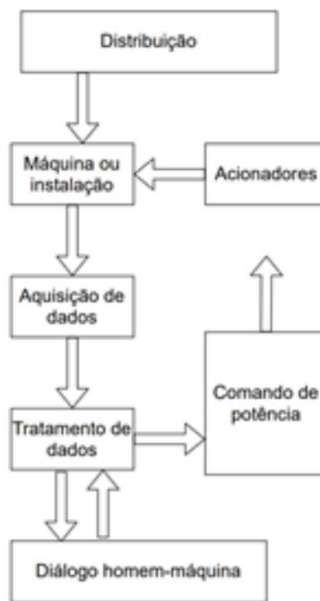 Distribuição
Máquina ou
instalação
Acionadores
Aquisição de
dados
Comando de
potência
Tratamento de
dados
Diálogo homem-máquina